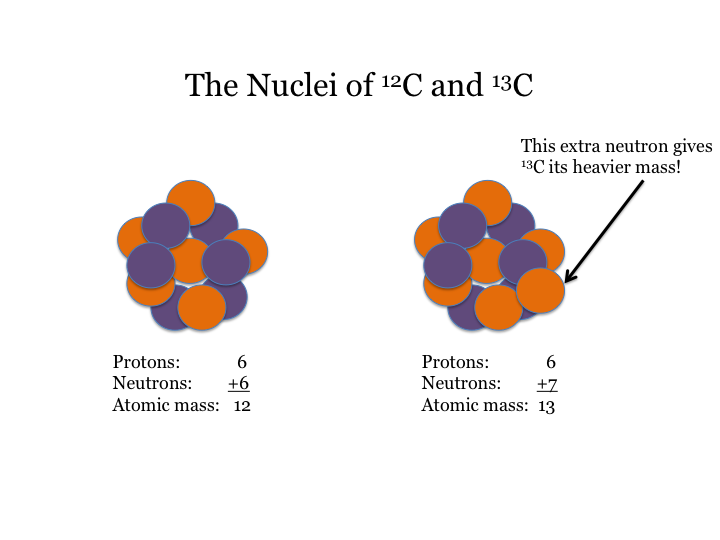 The Nuclei of ¹²C and ¹³C
This extra neutron gives
¹³C its heavier mass!
Protons: 6
Neutrons: +6
Atomic mass: 12
Protons: 6
Neutrons: +7
Atomic mass: 13